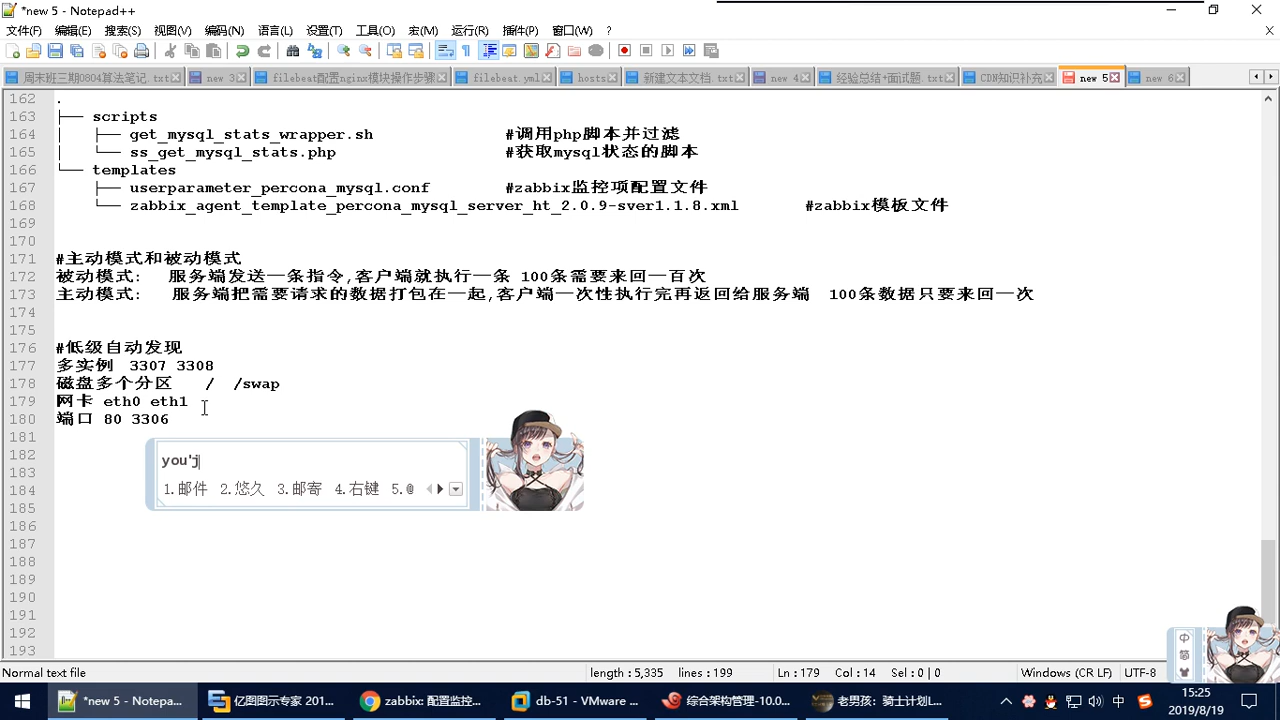 *new 5 - Notepad++
文件(F) 编辑(E) 搜索(S) 视图(V) 编码(N) 语言(L) 设置(T) 工具(O) 宏(M) 运行(R) 插件(P) 窗口(W) ?
周末班三期0804算法笔记.txt new 3 filebeat配置nginx模块操作步骤 filebeat.yml hosts 新建文本文档.txt new 4 经验总结+面试题.txt CDN知识补充 new 5 new 6
162 .
163 ├── scripts
164 │   ├── get_mysql_stats_wrapper.sh #调用php脚本并过滤
165 │   └── ss_get_mysql_stats.php #获取mysql状态的脚本
166 └── templates
167     ├── userparameter_percona_mysql.conf #zabbix监控项配置文件
168     └── zabbix_agent_template_percona_mysql_server_ht_2.0.9-sver1.1.8.xml #zabbix模板文件
169
170
171 #主动模式和被动模式
172 被动模式: 服务端发送一条指令,客户端就执行一条 100条需要来回一百次
173 主动模式: 服务端把需要请求的数据打包在一起,客户端一次性执行完再返回给服务端 100条数据只要来回一次
174
175
176 #低级自动发现
177 多实例 3307 3308
178 磁盘多个分区 / /swap
179 网卡 eth0 eth1
180 端口 80 3306
181
182
183
184
185
186
187
188
189
190
191
192
193
you'j
1.邮件 2.悠久 3.邮寄 4.右键 5.@
中
简
Normal text file length : 5,335 lines : 199 Ln : 179 Col : 14 Sel : 0 | 0 Windows (CR LF) UTF-8
*new 5 - Notepa... 亿图图示专家 201... zabbix: 配置监控... db-51 - VMware ... 综合架构管理-10.0... 老男孩：骑士计划L... 中 15:25
2019/8/19